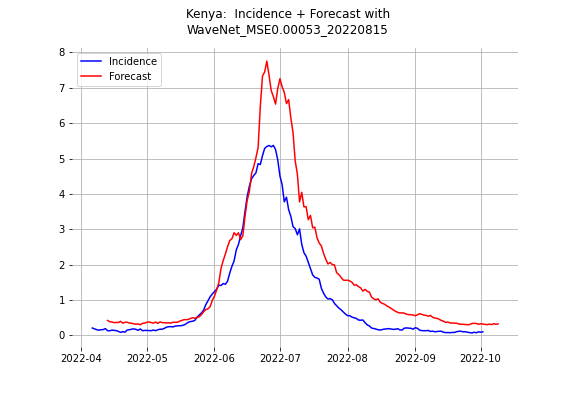 Kenya: Incidence + Forecast with
WaveNet_MSE0.00053_20220815
Incidence
Forecast
8
7
6
5
4
3
2
1
0
2022-04 2022-05 2022-06 2022-07 2022-08 2022-09 2022-10